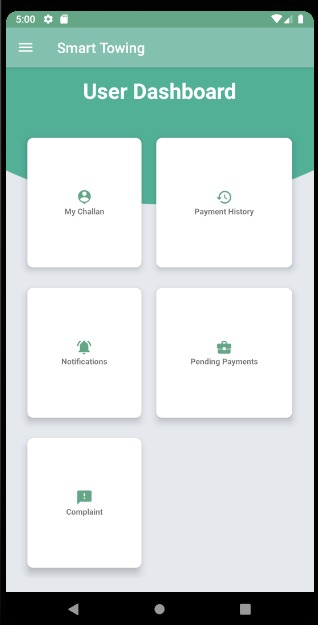 5:00
Smart Towing
User Dashboard
My Challan
Payment History
Notifications
Pending Payments
Complaint